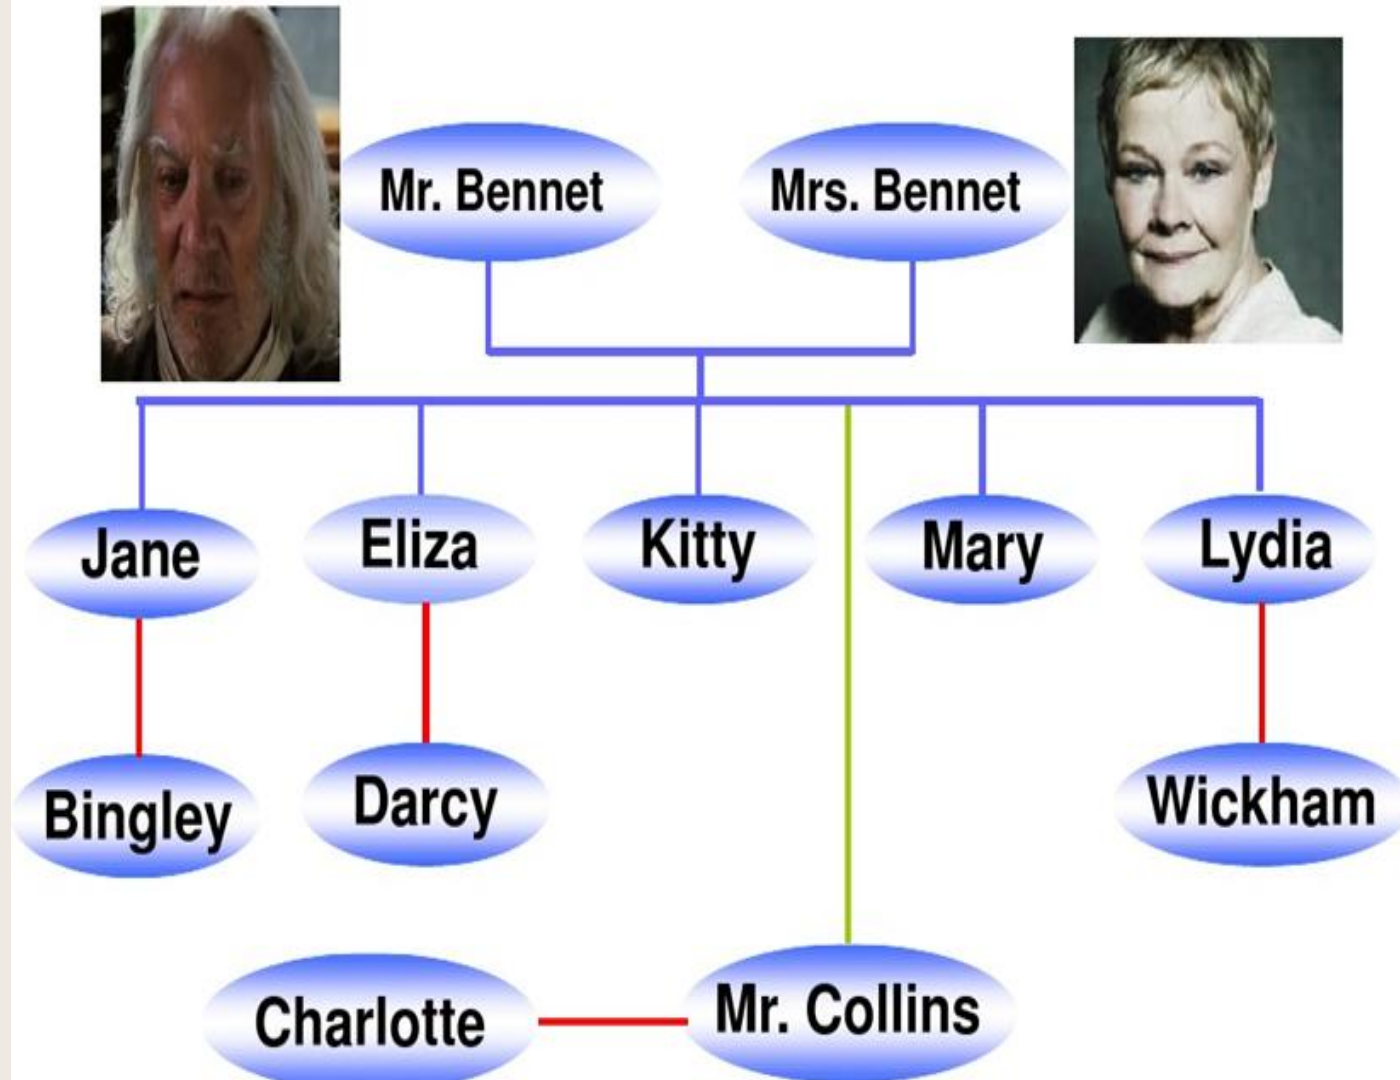 Mr. Bennet
Mrs. Bennet
Jane
Eliza
Kitty
Mary
Lydia
Bingley
Darcy
Wickham
Charlotte
Mr. Collins